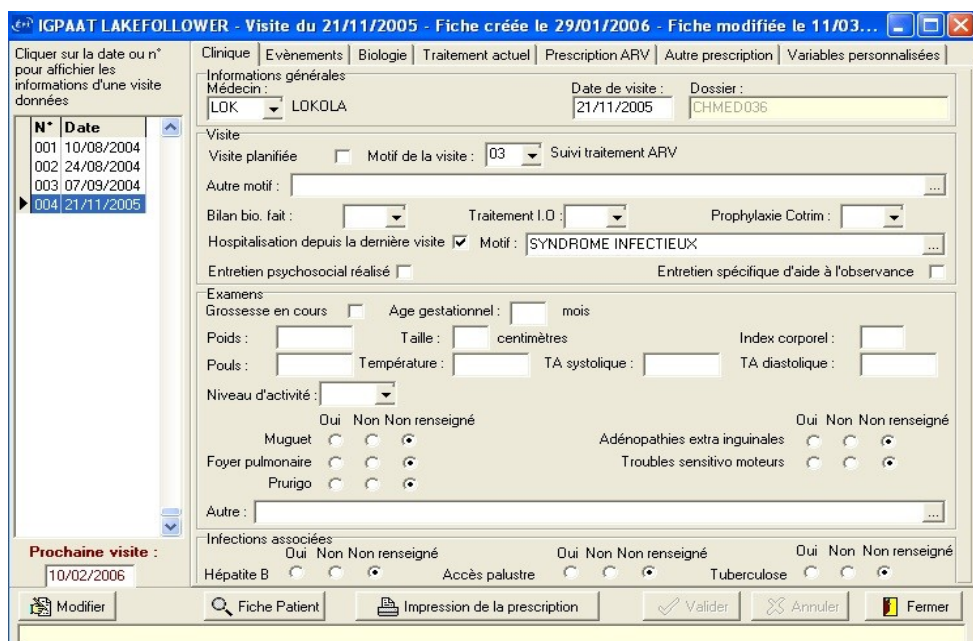 IGPAAT LAKEFOLLOWER - Visite du 21/11/2005 - Fiche créée le 29/01/2006 - Fiche modifiée le 11/03...
Cliquer sur la date ou n°
pour afficher les
informations d'une visite
données
N° Date
001 10/08/2004
002 24/08/2004
003 07/09/2004
004 21/11/2005
Prochaine visite :
10/02/2006
Clinique Evènements Biologie Traitement actuel Prescription ARV Autre prescription Variables personnalisées
Informations générales
Médecin : Date de visite : Dossier :
LOK LOKOLA 21/11/2005 CHMED036
Visite
Visite planifiée Motif de la visite : 03 Suivi traitement ARV
Autre motif : ...
Bilan bio. fait : Traitement I.O : Prophylaxie Cotrim :
Hospitalisation depuis la dernière visite Motif : SYNDROME INFECTIEUX ...
Entretien psychosocial réalisé Entretien spécifique d'aide à l'observance
Examens
Grossesse en cours Age gestationnel : mois
Poids : Taille : centimètres Index corporel :
Pouls : Température : TA systolique : TA diastolique :
Niveau d'activité :
Oui Non Non renseigné Oui Non Non renseigné
Muguet Adénopathies extra inguinales
Foyer pulmonaire Troubles sensitivo moteurs
Prurigo
Autre : ...
Infections associées
Oui Non Non renseigné Oui Non Non renseigné Oui Non Non renseigné
Hépatite B Accès palustre Tuberculose
Modifier Fiche Patient Impression de la prescription Valider Annuler Fermer